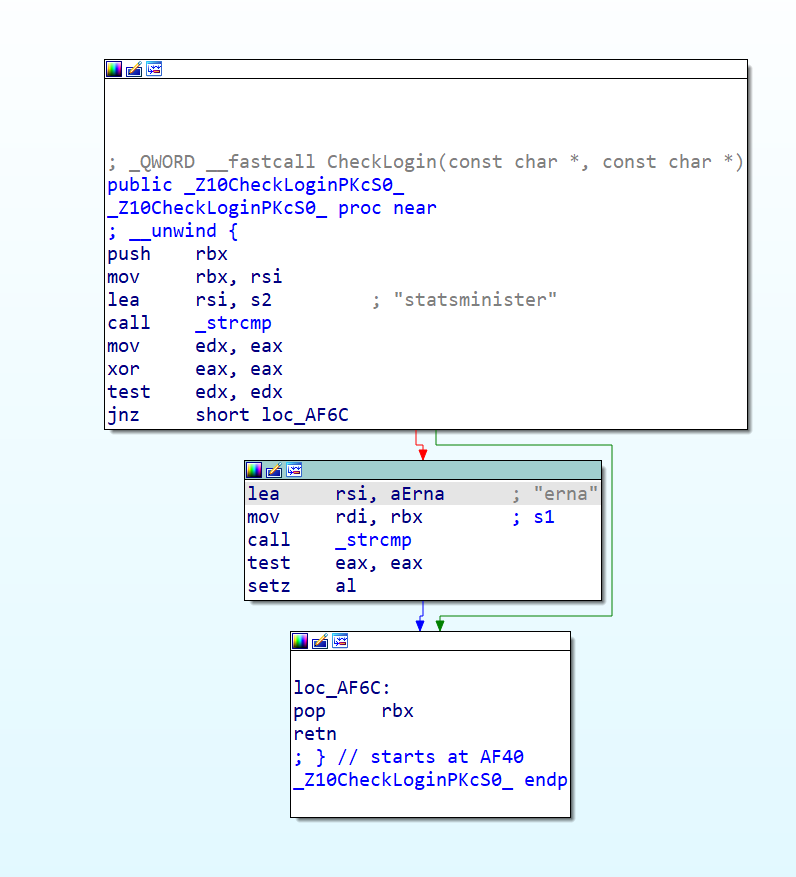 ; _QWORD __fastcall CheckLogin(const char *, const char *)
public _Z10CheckLoginPKcS0_
_Z10CheckLoginPKcS0_ proc near
; __unwind {
push rbx
mov rbx, rsi
lea rsi, s2 ; "statsminister"
call _strcmp
mov edx, eax
xor eax, eax
test edx, edx
jnz short loc_AF6C
lea rsi, aErna ; "erna"
mov rdi, rbx ; s1
call _strcmp
test eax, eax
setz al
loc_AF6C:
pop rbx
retn
; } // starts at AF40
_Z10CheckLoginPKcS0_ endp